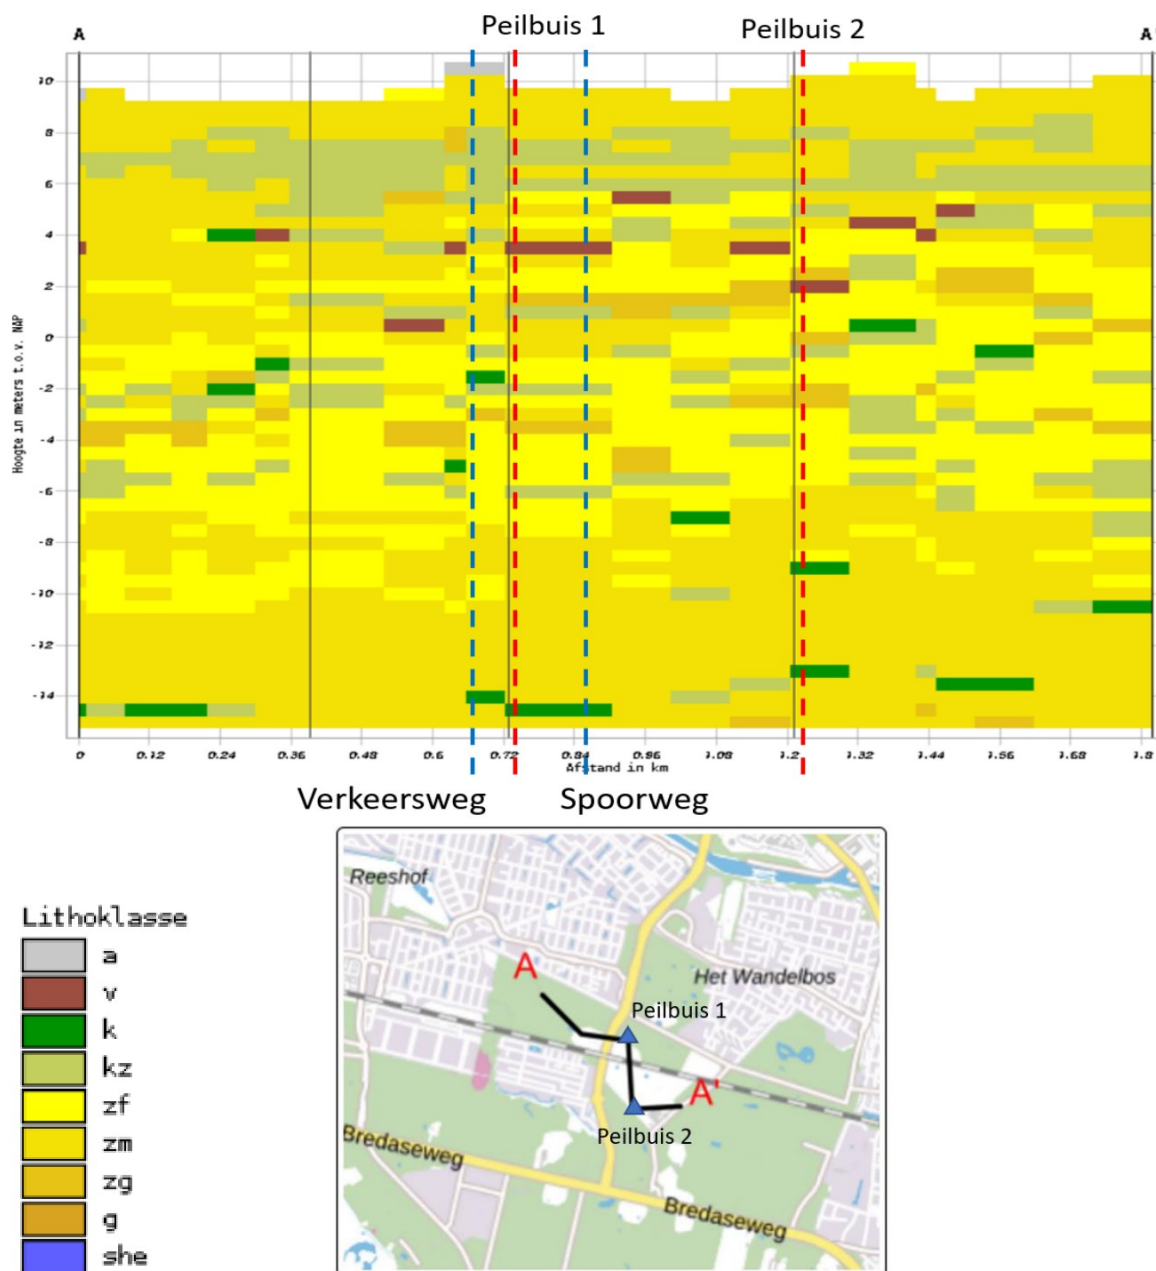 Peilbuis 1
Peilbuis 2
A
A'
10
8
6
4
2
0
-2
-4
-6
-8
-10
-12
-14
Hoogte in meters t.o.v. NAP
0 0.12 0.24 0.36 0.48 0.6 0.72 0.84 0.96 1.08 1.2 1.32 1.44 1.56 1.68 1.8
Afstand in km
Verkeersweg
Spoorweg
Reeshof
A
Het Wandelbos
Peilbuis 1
A'
Peilbuis 2
Bredaseweg
Bredaseweg
Lithoklasse
a
v
k
kz
zf
zm
zg
g
she